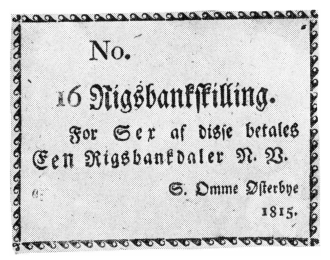 No.
16 Rigsbankskilling.
For Sex af disse betales
Een Rigsbankdaler N. V.
S. Omme Østerbye
1815.